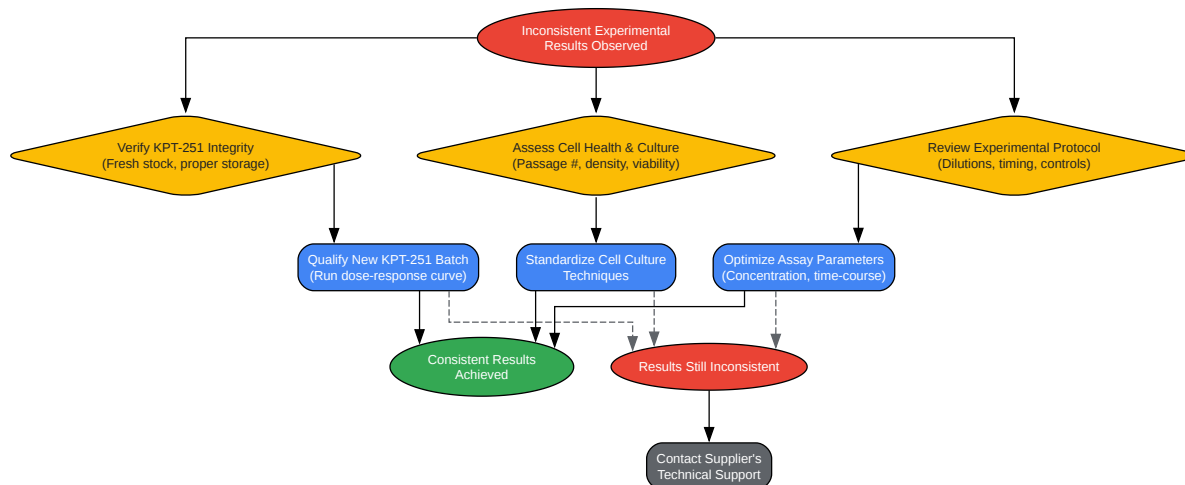 Inconsistent Experimental
Results Observed
Verify KPT-251 Integrity
(Fresh stock, proper storage)
Assess Cell Health & Culture
(Passage #, density, viability)
Review Experimental Protocol
(Dilutions, timing, controls)
Qualify New KPT-251 Batch
(Run dose-response curve)
Standardize Cell Culture
Techniques
Optimize Assay Parameters
(Concentration, time-course)
Consistent Results
Achieved
Results Still Inconsistent
Contact Supplier's
Technical Support